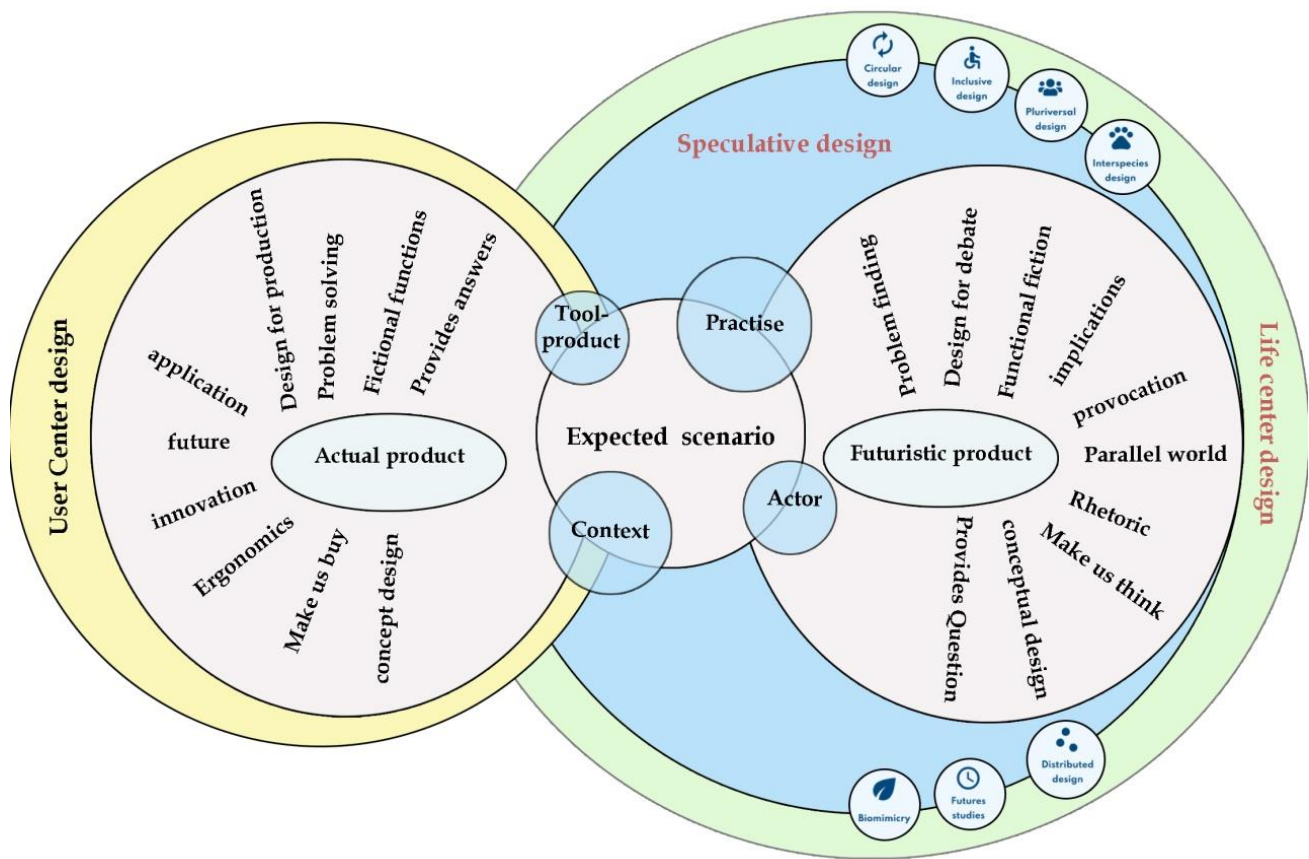 User Center design
application
future
innovation
Ergonomics
Make us buy
concept design
Design for production
Problem solving
Fictional functions
Provides answers
Actual product
Tool-
product
Practise
Expected scenario
Context
Actor
Speculative design
Circular
design
Inclusive
design
Pluriversal
design
Interspecies
design
Problem finding
Design for debate
Functional fiction
implications
provocation
Parallel world
Rhetoric
Make us think
conceptual design
Provides Question
Futuristic product
Life center design
Biomimicry
Futures
studies
Distributed
design